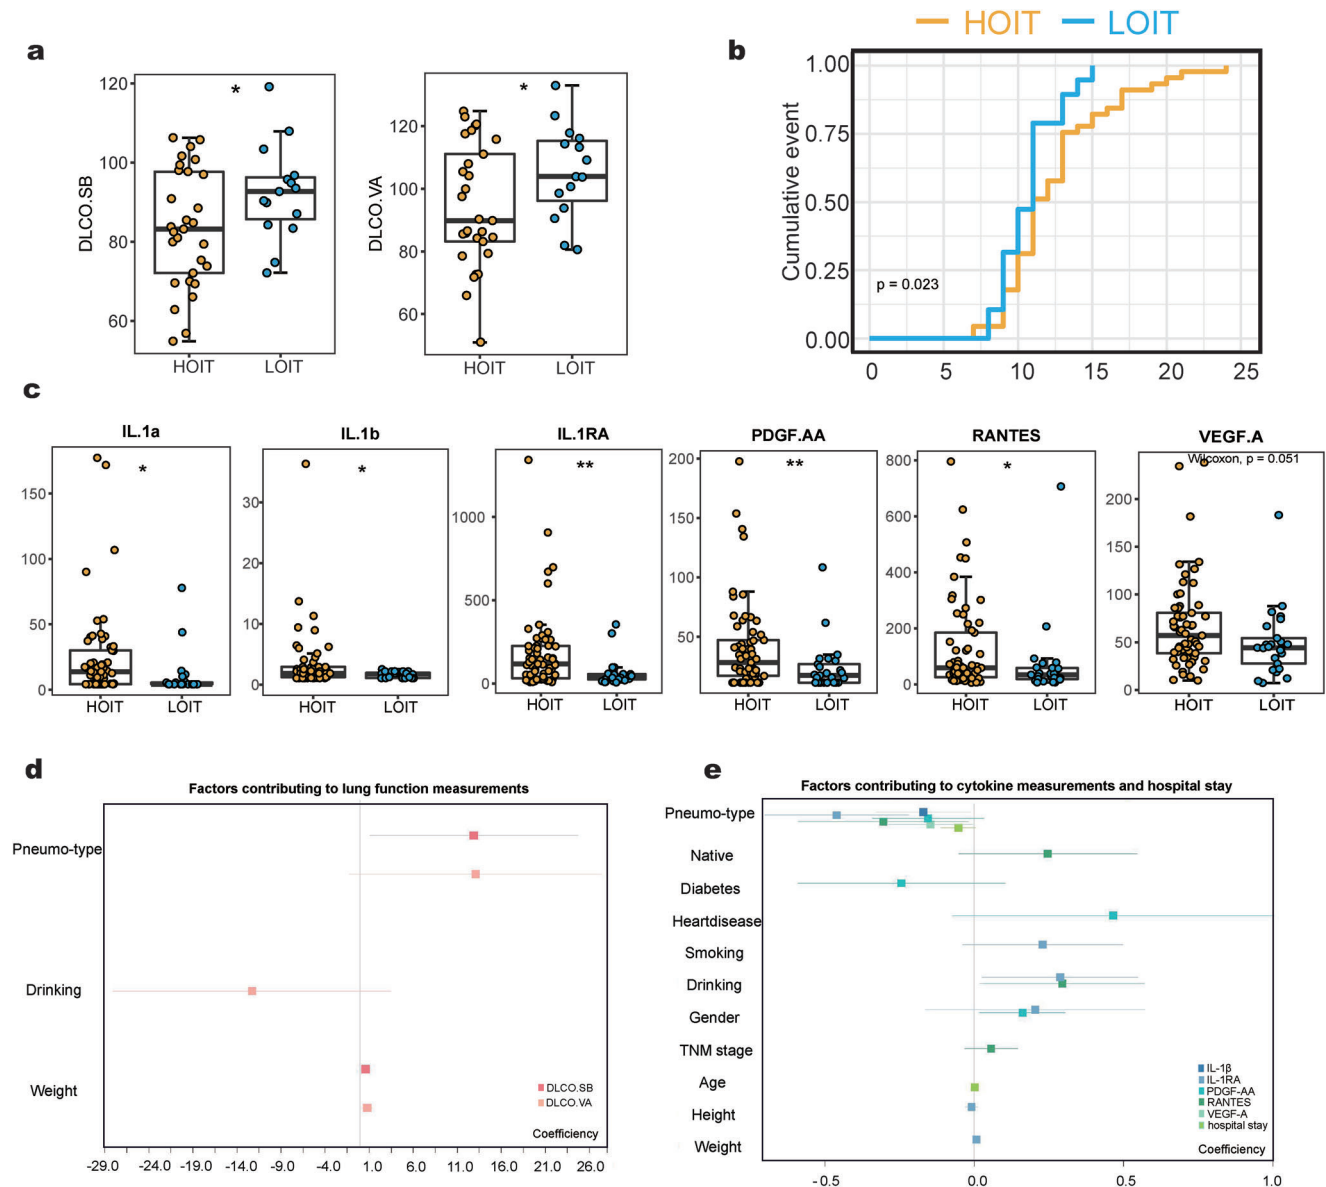 HOIT LOIT
a
b
DLCO.SB
120
100
80
60
*
HOIT LOIT
DLCO.VA
120
100
80
60
*
HOIT LOIT
Cumulative event
1.00
0.75
0.50
0.25
0.00
p = 0.023
0 5 10 15 20 25
c
IL.1a
150
100
50
0
*
HOIT LOIT
IL.1b
30
20
10
0
*
HOIT LOIT
IL.1RA
1000
500
0
**
HOIT LOIT
PDGF.AA
200
150
100
50
**
HOIT LOIT
RANTES
800
600
400
200
0
*
HOIT LOIT
VEGF.A
Wilcoxon, p = 0.051
200
150
100
50
0
HOIT LOIT
d
Factors contributing to lung function measurements
Pneumo-type
Drinking
Weight
DLCO.SB
DLCO.VA
Coefficiency
-29.0 -24.0 -14.0 -9.0 -4.0 1.0 6.0 11.0 16.0 21.0 26.0
e
Factors contributing to cytokine measurements and hospital stay
Pneumo-type
Native
Diabetes
Heartdisease
Smoking
Drinking
Gender
TNM stage
Age
Height
Weight
IL-1β
IL-1RA
PDGF-AA
RANTES
VEGF-A
hospital stay
Coefficiency
-0.5 0.0 0.5 1.0